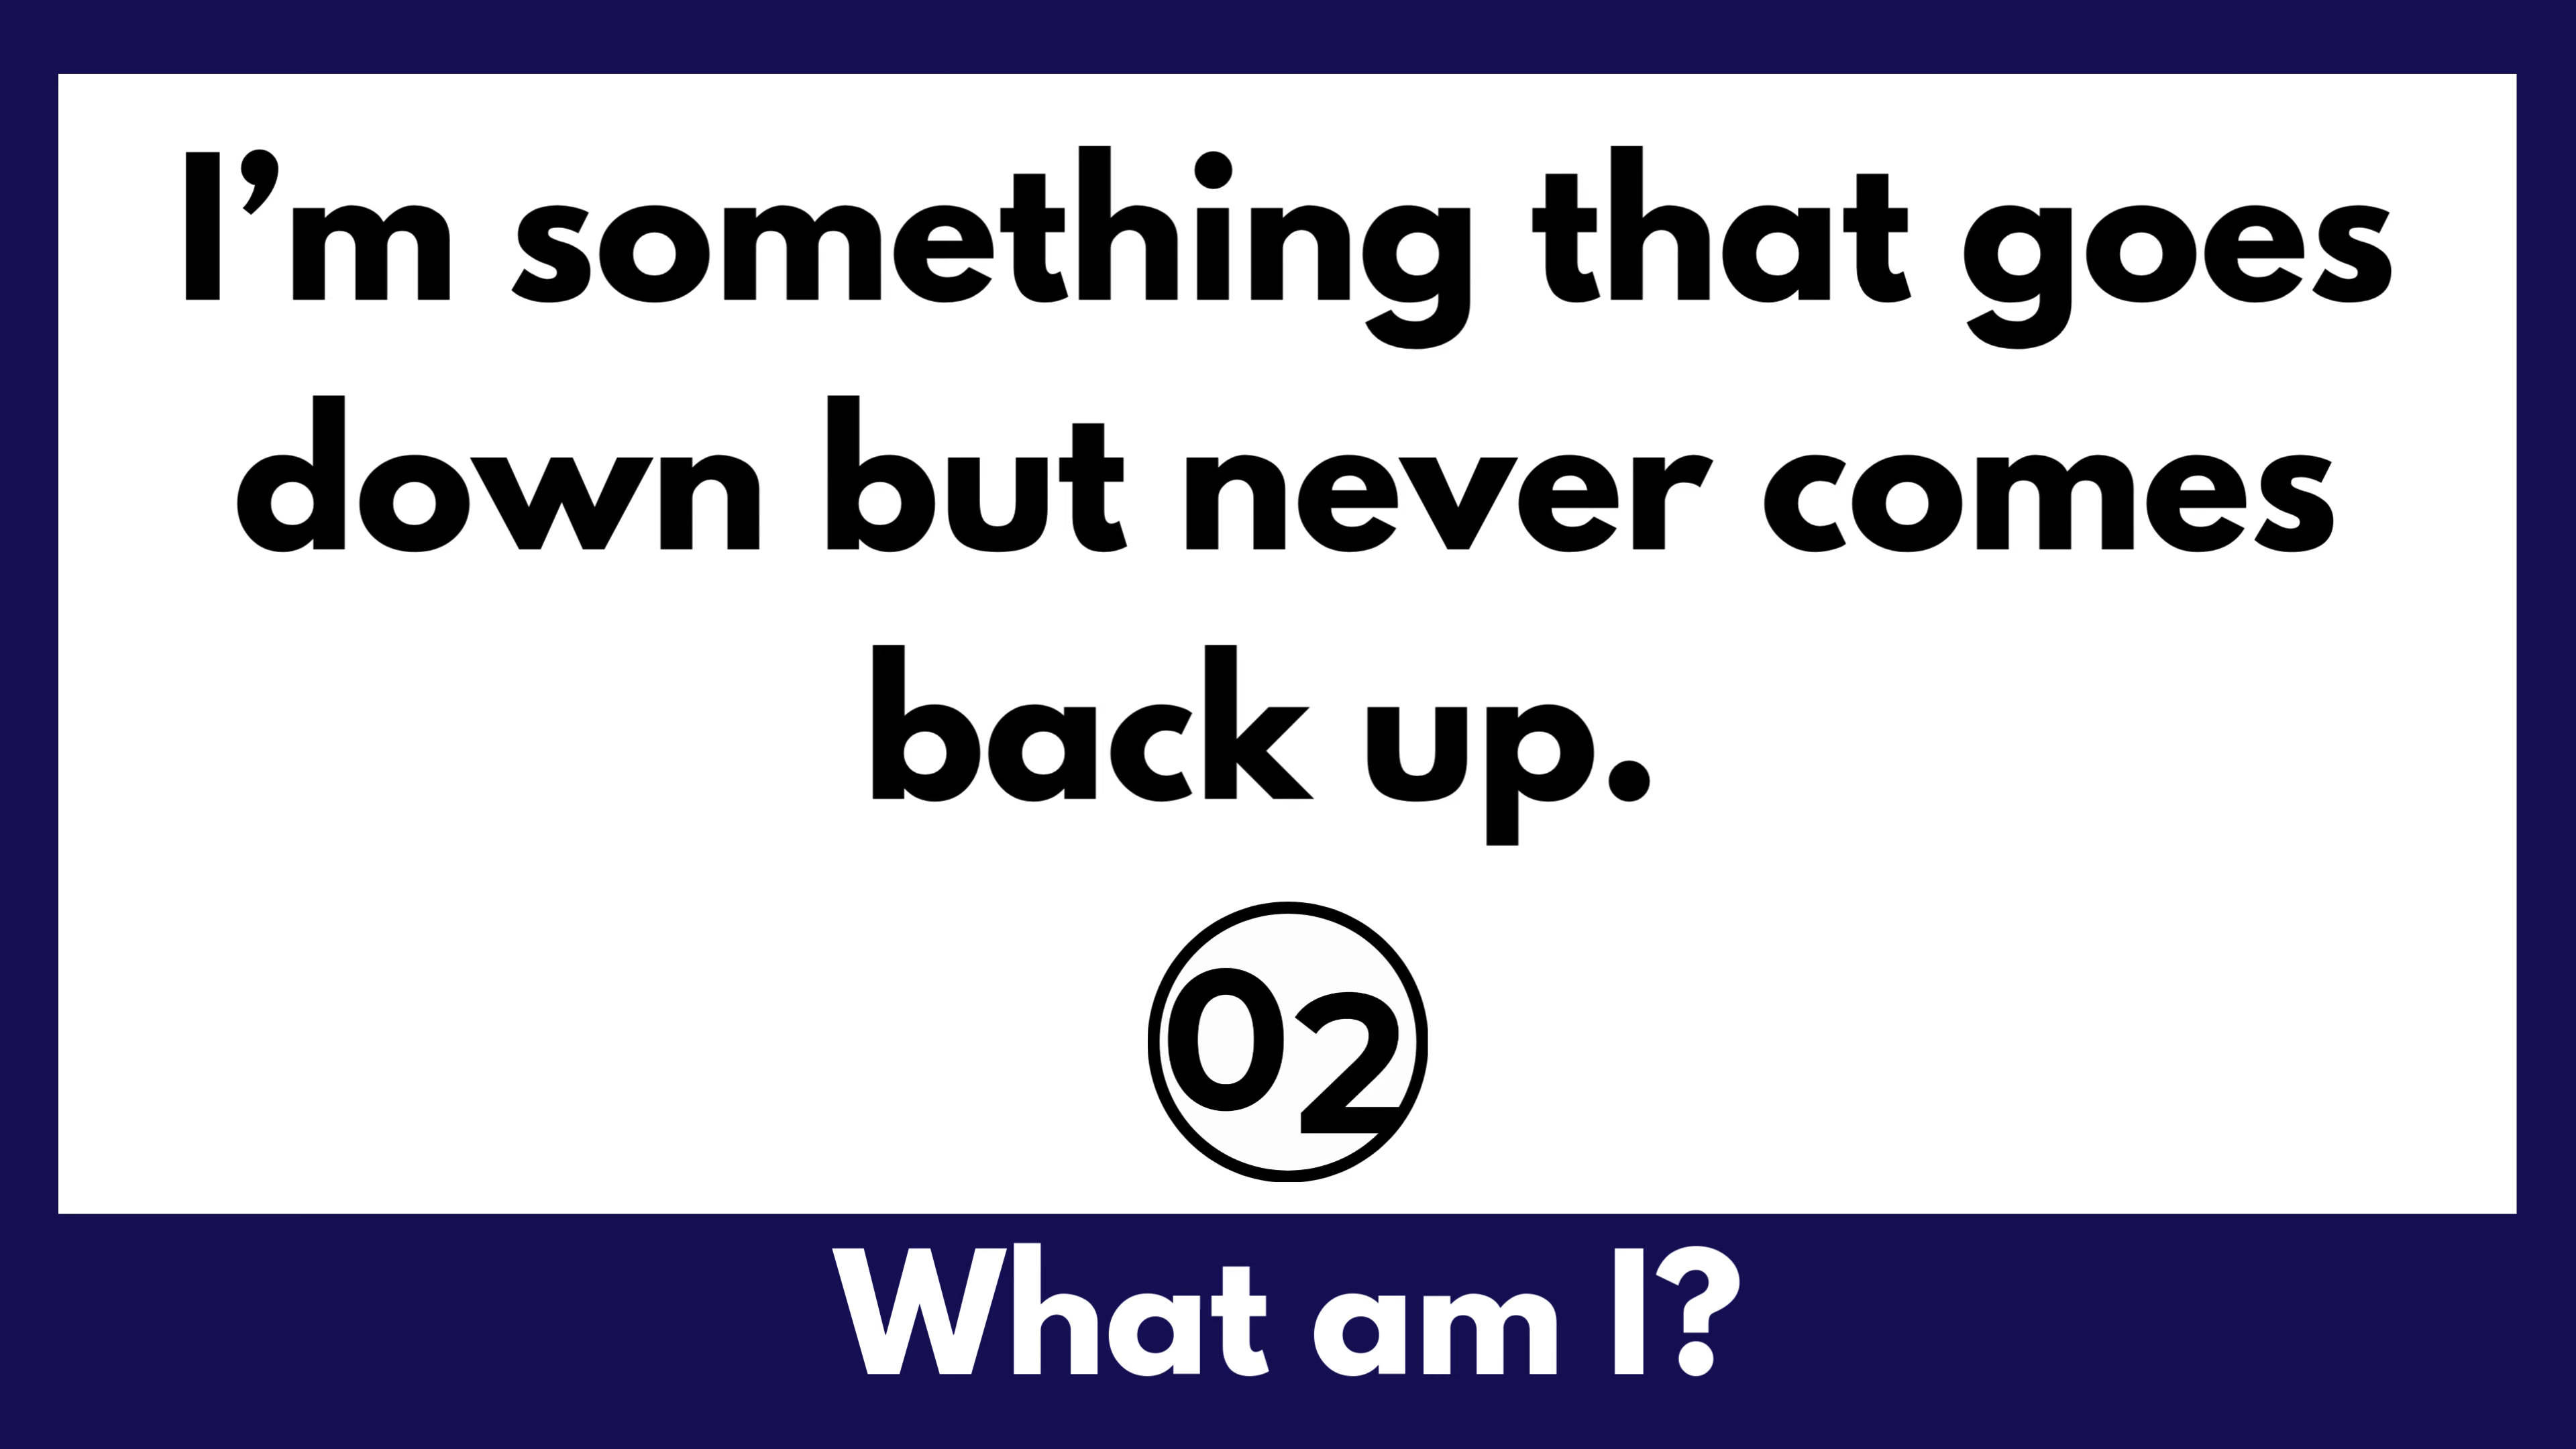 I’m something that goes
down but never comes
back up.
02
What am I?